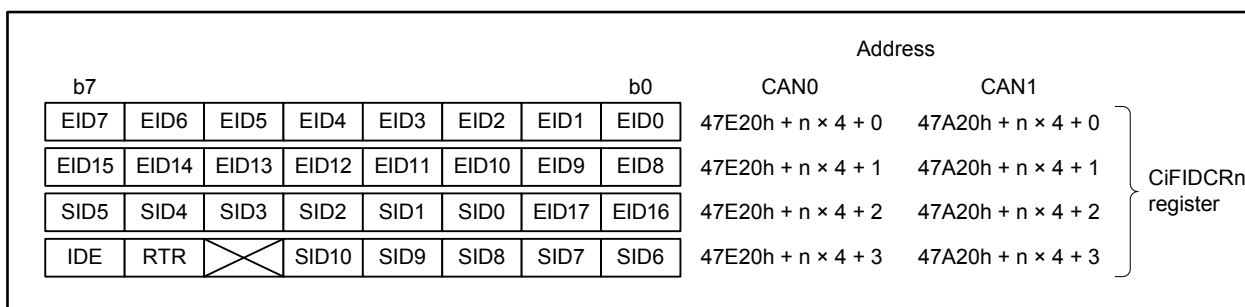 Address
b7 b0 CAN0 CAN1
EID7 EID6 EID5 EID4 EID3 EID2 EID1 EID0 47E20h + n × 4 + 0 47A20h + n × 4 + 0
EID15 EID14 EID13 EID12 EID11 EID10 EID9 EID8 47E20h + n × 4 + 1 47A20h + n × 4 + 1
SID5 SID4 SID3 SID2 SID1 SID0 EID17 EID16 47E20h + n × 4 + 2 47A20h + n × 4 + 2
IDE RTR SID10 SID9 SID8 SID7 SID6 47E20h + n × 4 + 3 47A20h + n × 4 + 3
CiFIDCRn
register